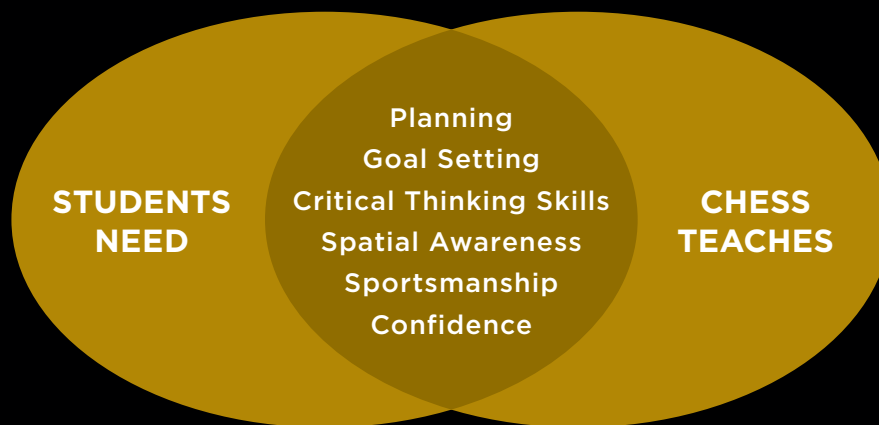 STUDENTS
NEED
Planning
Goal Setting
Critical Thinking Skills
Spatial Awareness
Sportsmanship
Confidence
CHESS
TEACHES